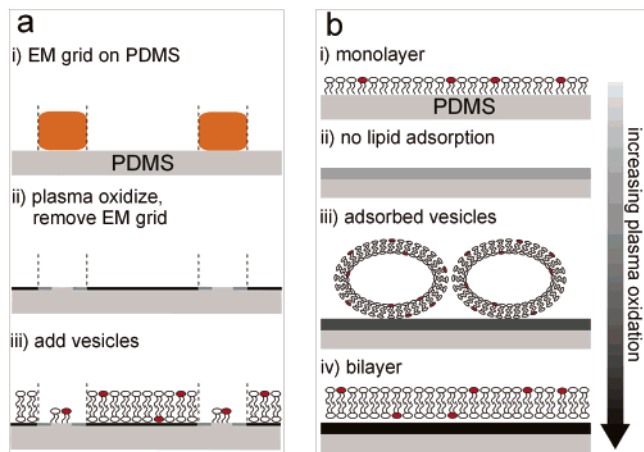 a
i) EM grid on PDMS
PDMS
ii) plasma oxidize,
remove EM grid
iii) add vesicles
b
i) monolayer
PDMS
ii) no lipid adsorption
iii) adsorbed vesicles
iv) bilayer
increasing plasma oxidation